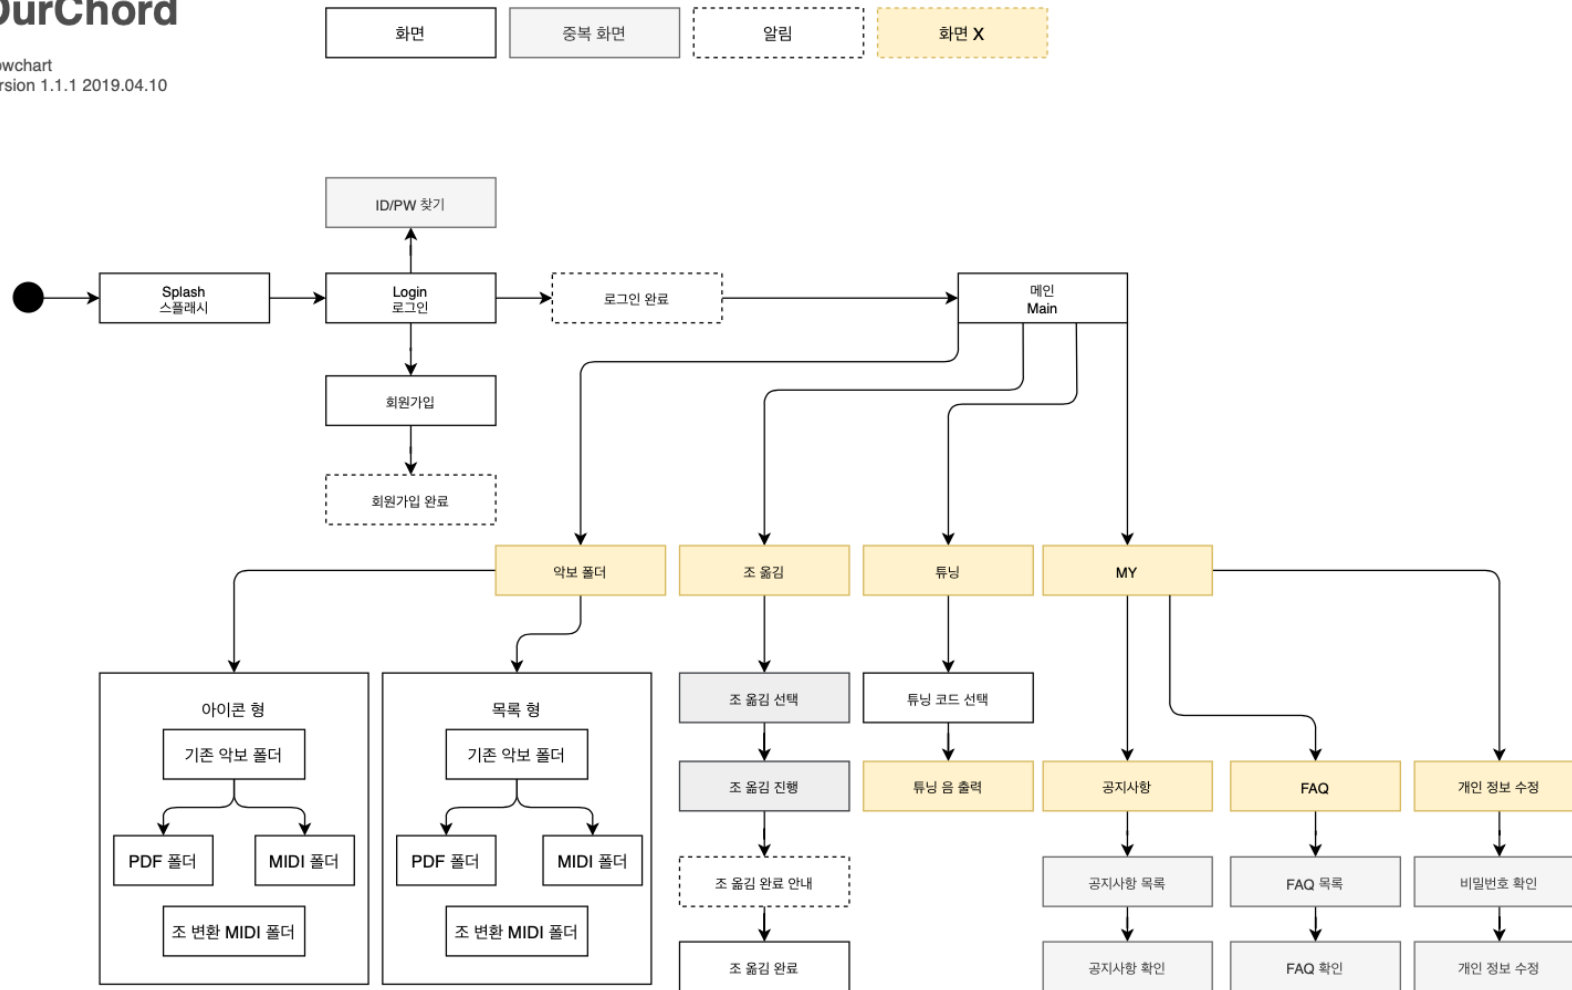 OurChord
화면
중복 화면
알림
화면 X
owchart
rsion 1.1.1 2019.04.10
ID/PW 찾기
Splash
스플래시
Login
로그인
로그인 완료
메인
Main
회원가입
회원가입 완료
악보 폴더
조 옮김
튜닝
MY
아이콘 형
기존 악보 폴더
PDF 폴더
MIDI 폴더
조 변환 MIDI 폴더
목록 형
기존 악보 폴더
PDF 폴더
MIDI 폴더
조 변환 MIDI 폴더
조 옮김 선택
튜닝 코드 선택
조 옮김 진행
튜닝 음 출력
공지사항
FAQ
개인 정보 수정
조 옮김 완료 안내
공지사항 목록
FAQ 목록
비밀번호 확인
조 옮김 완료
공지사항 확인
FAQ 확인
개인 정보 수정